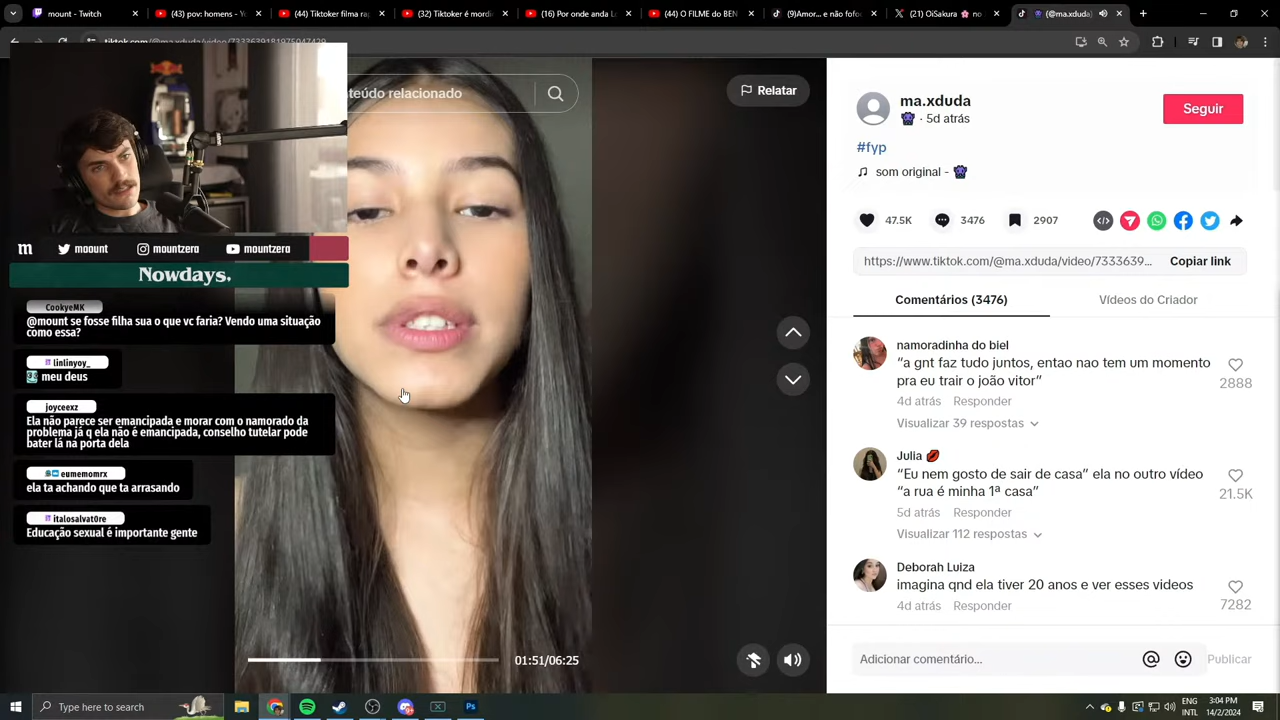 (43) pov: homens - Yo
(44) Tiktoker filma raj
(32) Tiktoker é mordi
(16) Por onde anda L
(44) O FILME do BEN
(9)Amor... e não fofo
(21) OiSakura 🌸
@ma.xduda
tiktok.com/@ma.xduda/video/7333639181975047429
teúdo relacionado
Relatar
ma.xduda
· 5d atrás
Seguir
#fyp
som original -
47.5K
3476
2907
https://www.tiktok.com/@ma.xduda/video/7333639...
Copiar link
Comentários (3476)
Vídeos do Criador
m maount mountzera mountzera
Nowdays.
CookyeMK
@mount se fosse filha sua o que vc faria? Vendo uma situação
como essa?
linlinyoy_
meu deus
joyceexz
Ela não parece ser emancipada e morar com o namorado da
problema já q ela não é emancipada, conselho tutelar pode
bater lá na porta dela
eumemomrx
ela ta achando que ta arrasando
italosalvat0re
Educação sexual é importante gente
namoradinha do biel
“a gnt faz tudo juntos, entao nao tem um momento
pra eu trair o joão vitor”
2888
4d atrás Responder
Visualizar 39 respostas
Julia 💋
“Eu nem gosto de sair de casa” ela no outro vídeo
“a rua é minha 1ª casa”
21.5K
5d atrás Responder
Visualizar 112 respostas
Deborah Luiza
imagina qnd ela tiver 20 anos e ver esses videos
7282
4d atrás Responder
01:51/06:25
Adicionar comentário...
Publicar
Type here to search
Ps
ENG
INTL
3:04 PM
14/2/2024